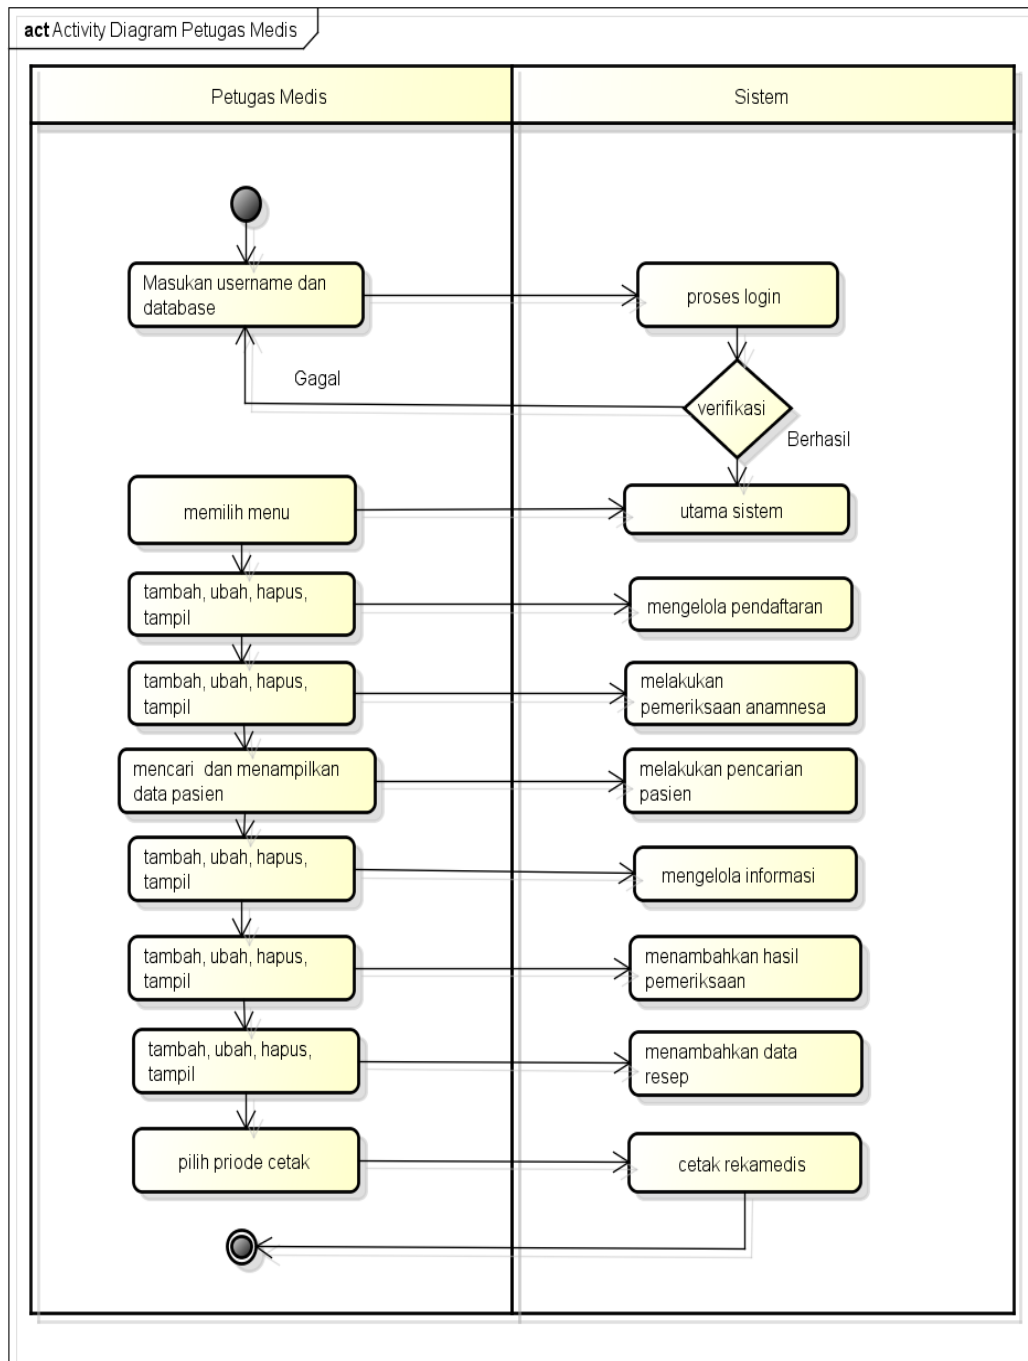 act Activity Diagram Petugas Medis
Petugas Medis
Sistem
Masukan username dan
database
proses login
Gagal
verifikasi
Berhasil
memilih menu
utama sistem
tambah, ubah, hapus,
tampil
mengelola pendaftaran
tambah, ubah, hapus,
tampil
melakukan
pemeriksaan anamnesa
mencari dan menampilkan
data pasien
melakukan pencarian
pasien
tambah, ubah, hapus,
tampil
mengelola informasi
tambah, ubah, hapus,
tampil
menambahkan hasil
pemeriksaan
tambah, ubah, hapus,
tampil
menambahkan data
resep
pilih priode cetak
cetak rekamedis